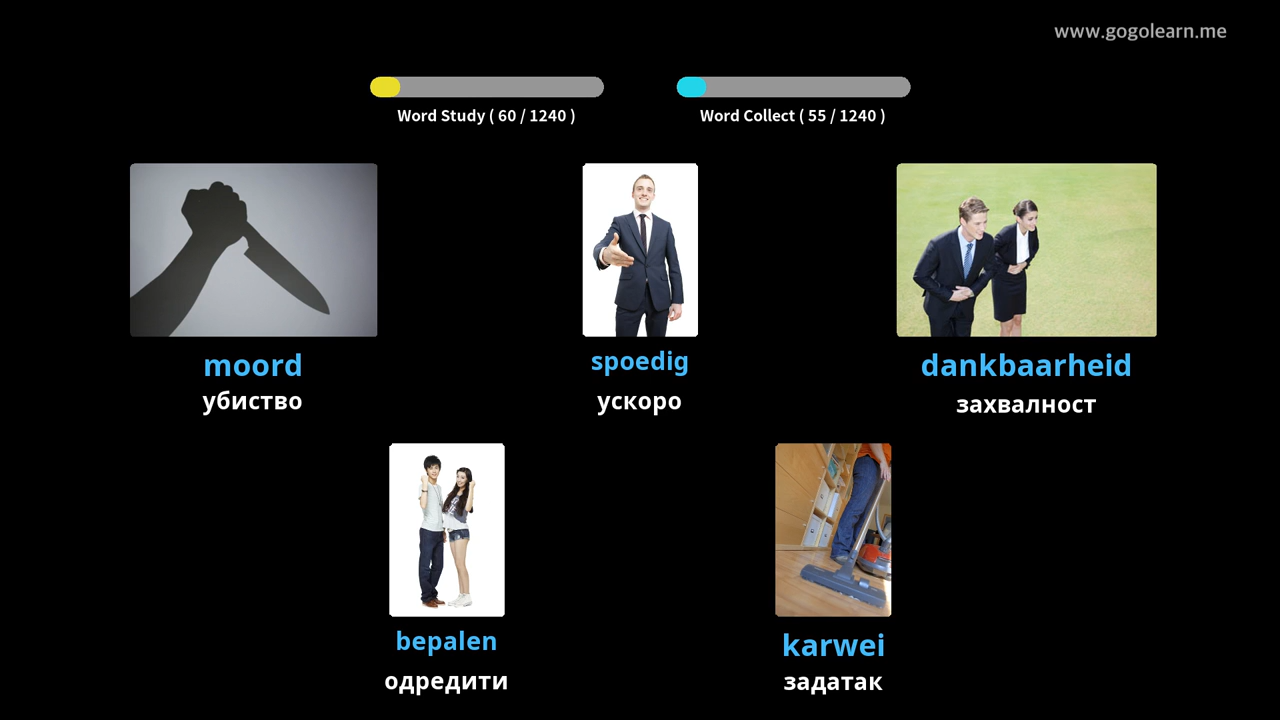 www.gogolearn.me
Word Study ( 60 / 1240 )
Word Collect ( 55 / 1240 )
moord
убиство
spoedig
ускоро
dankbaarheid
захвалност
bepalen
одредити
karwei
задатак